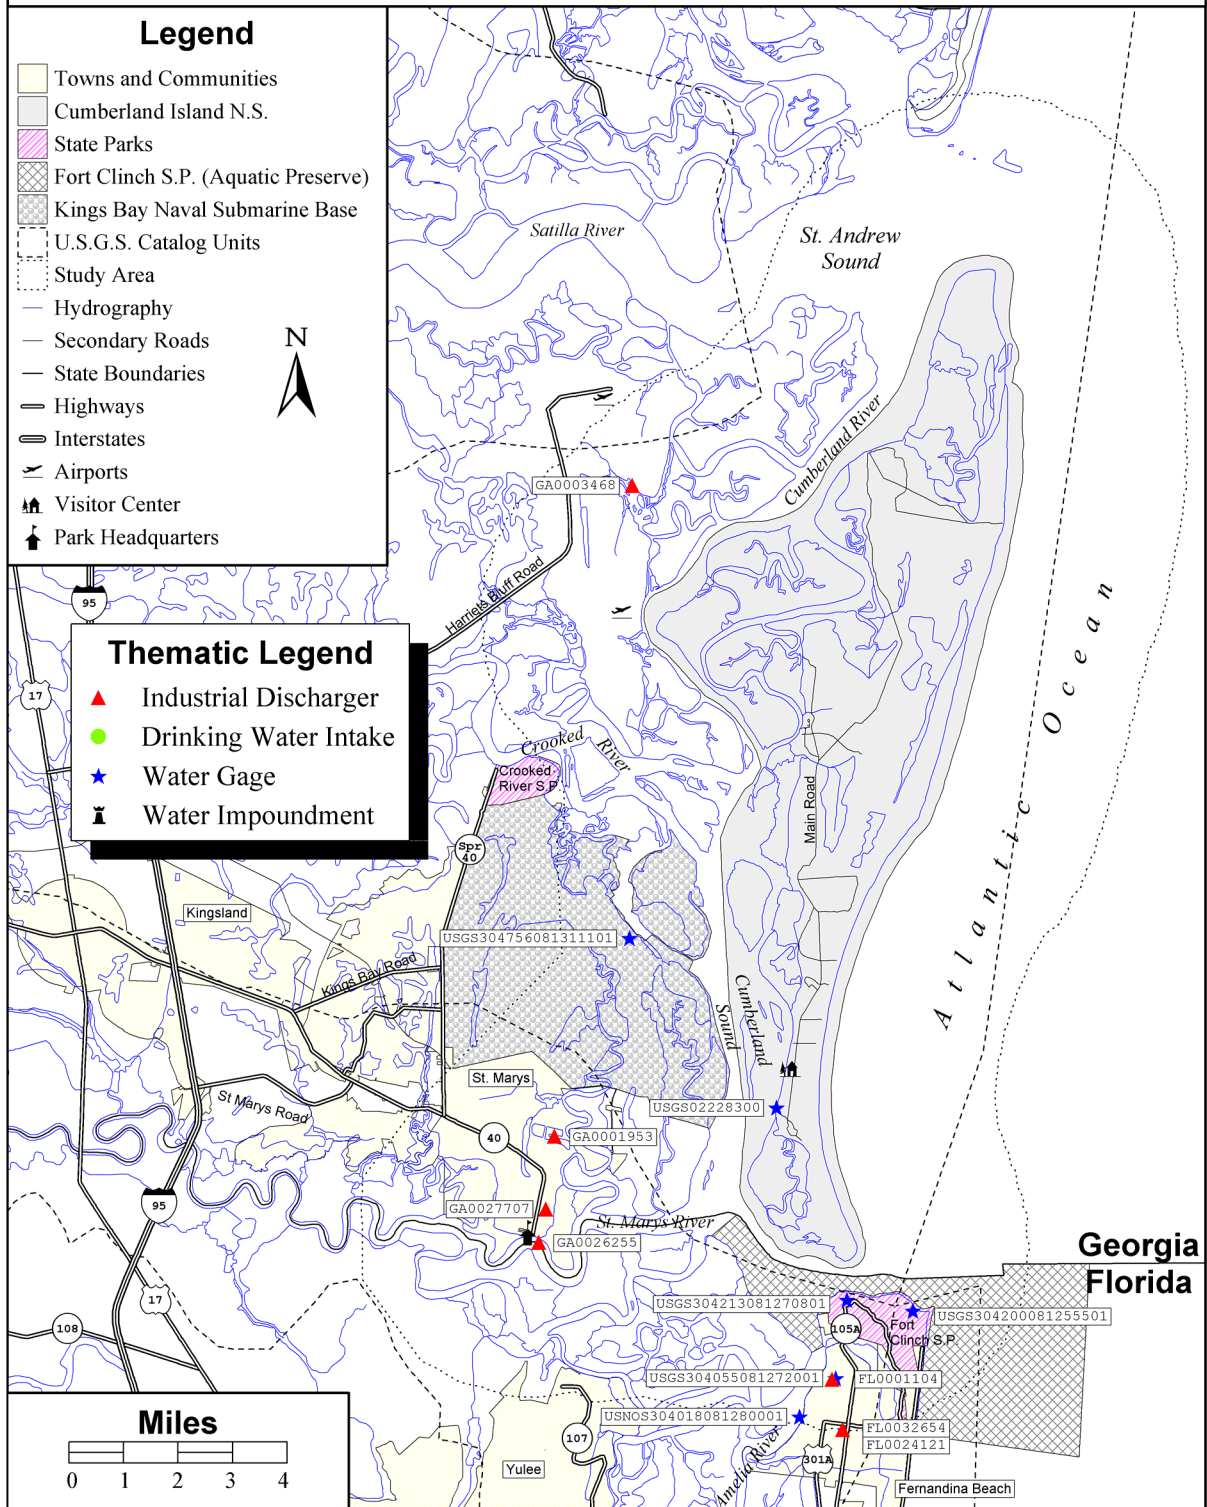 Legend
Towns and Communities
Cumberland Island N.S.
State Parks
Fort Clinch S.P. (Aquatic Preserve)
Kings Bay Naval Submarine Base
U.S.G.S. Catalog Units
Study Area
Hydrography
Secondary Roads
State Boundaries
Highways
Interstates
Airports
Visitor Center
Park Headquarters
N
Satilla River
St. Andrew
Sound
Cumberland River
GA0003468
Harriets Bluff Road
95
17
Thematic Legend
Industrial Discharger
Drinking Water Intake
Water Gage
Water Impoundment
Crooked
River
Crooked
River S.P.
Spr
40
Main Road
Atlantic Ocean
Kingsland
USGS304756081311101
Kings Bay Road
Cumberland
Sound
St. Marys
St Marys Road
USGS02228300
40
GA0001953
95
GA0027707
St. Marys River
GA0026255
Georgia
Florida
17
108
USGS304213081270801
USGS304200081255501
105A
Fort
Clinch S.P.
USGS304055081272001
FL0001104
USNOS304018081280001
FL0032654
FL0024121
107
301A
Amelia River
Yulee
Fernandina Beach
Miles
0 1 2 3 4